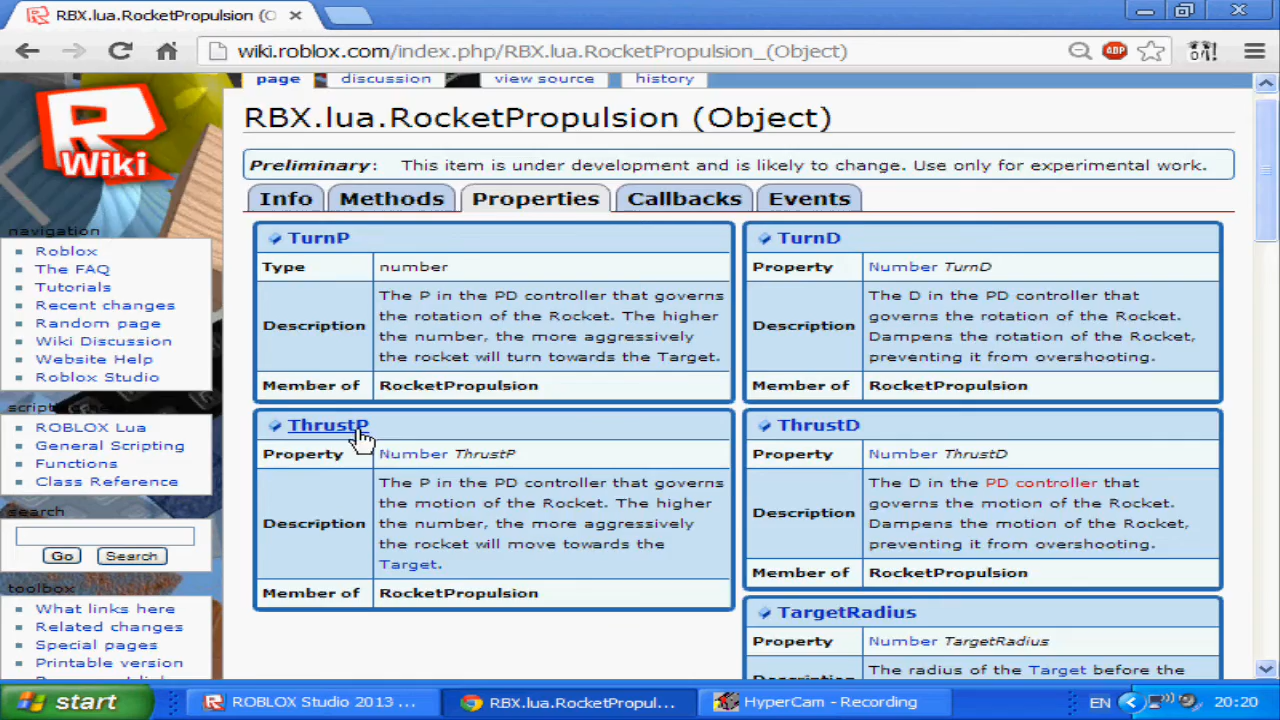 RBX.lua.RocketPropulsion (O
wiki.roblox.com/index.php/RBX.lua.RocketPropulsion_(Object)
ABP
page discussion view source history
R
Wiki
RBX.lua.RocketPropulsion (Object)
Preliminary: This item is under development and is likely to change. Use only for experimental work.
Info Methods Properties Callbacks Events
navigation
Roblox
The FAQ
Tutorials
Recent changes
Random page
Wiki Discussion
Website Help
Roblox Studio
ROBLOX Lua
General Scripting
Functions
Class Reference
search
Go Search
toolbox
What links here
Related changes
Special pages
Printable version
TurnP
Type number
Description The P in the PD controller that governs
the rotation of the Rocket. The higher
the number, the more aggressively
the rocket will turn towards the Target.
Member of RocketPropulsion
TurnD
Property Number TurnD
Description The D in the PD controller that
governs the rotation of the Rocket.
Dampens the rotation of the Rocket,
preventing it from overshooting.
Member of RocketPropulsion
ThrustP
Property Number ThrustP
Description The P in the PD controller that governs
the motion of the Rocket. The higher
the number, the more aggressively
the rocket will move towards the
Target.
Member of RocketPropulsion
ThrustD
Property Number ThrustD
Description The D in the PD controller that
governs the motion of the Rocket.
Dampens the motion of the Rocket,
preventing it from overshooting.
Member of RocketPropulsion
TargetRadius
Property Number TargetRadius
The radius of the Target before the
start ROBLOX Studio 2013 ... RBX.lua.RocketPropul... HyperCam - Recording EN 20:20